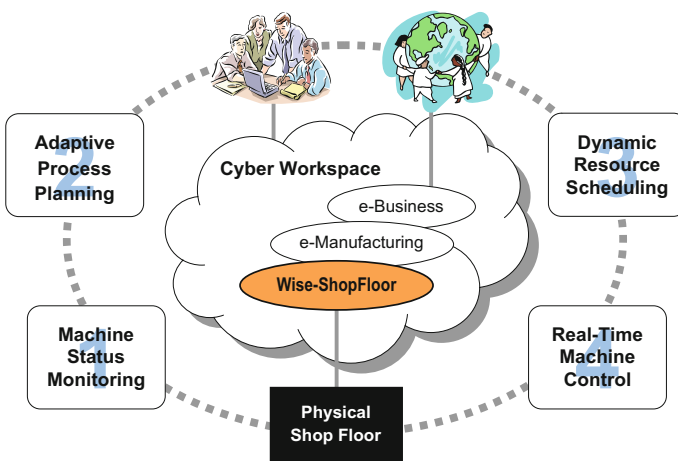 2
Adaptive
Process
Planning
3
Dynamic
Resource
Scheduling
Cyber Workspace
e-Business
e-Manufacturing
Wise-ShopFloor
1
Machine
Status
Monitoring
4
Real-Time
Machine
Control
Physical
Shop Floor